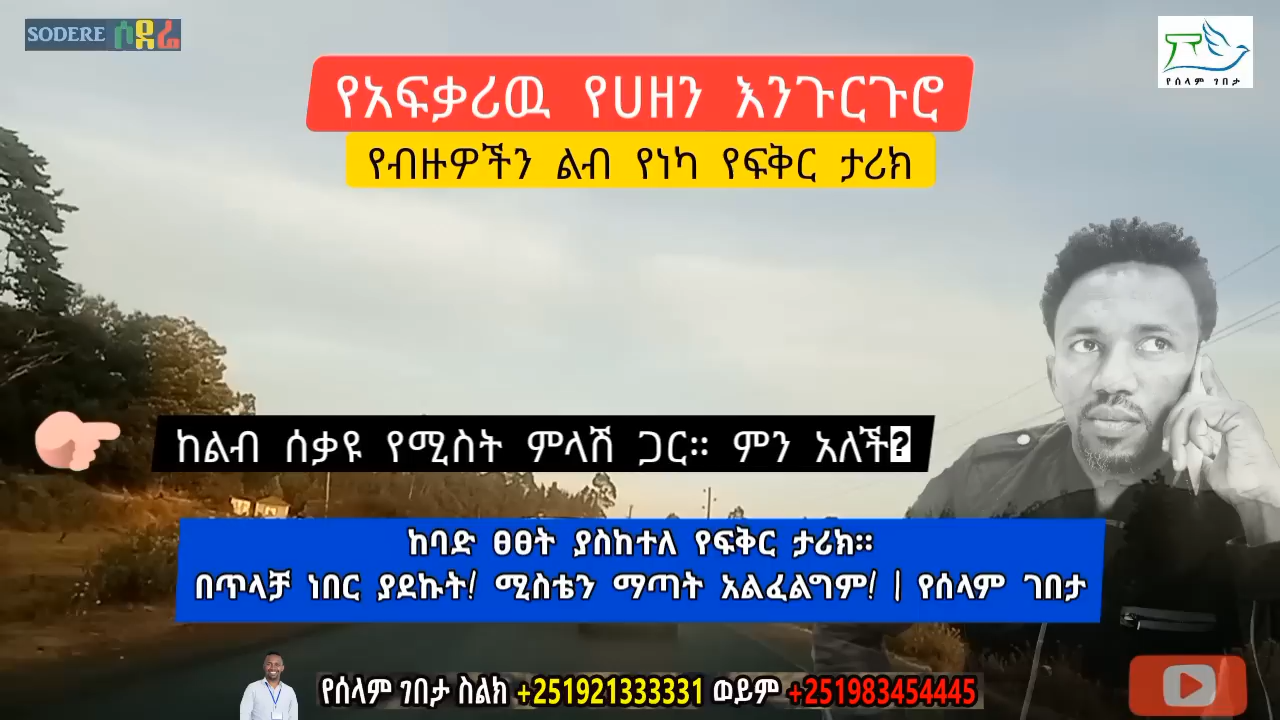 SODERE ሶደሬ
የሰላም ገበታ
የአፍቃሪዉ የሀዘን እንጉርጉሮ
የብዙዎችን ልብ የነካ የፍቅር ታሪክ
ከልብ ሰቃዩ የሚስት ምላሽ ጋር። ምን አለች?
ከባድ ፀፀት ያስከተለ የፍቅር ታሪክ።
በጥላቻ ነበር ያደኩት! ሚስቴን ማጣት አልፈልግም! | የሰላም ገበታ
የሰላም ገበታ ስልክ +251921333331 ወይም +251983454445